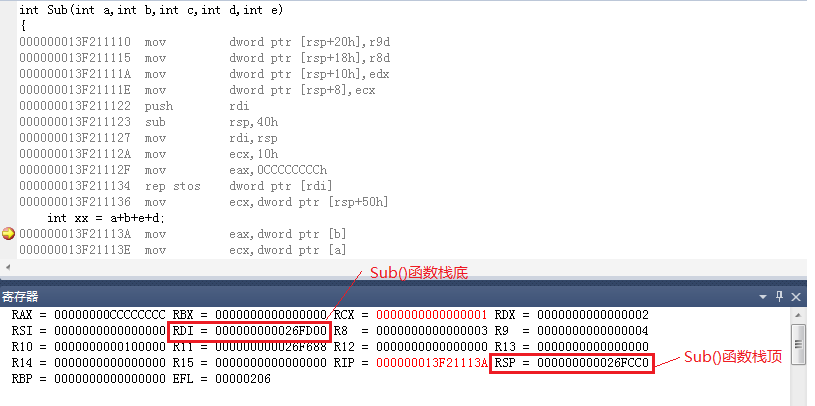 int Sub(int a,int b,int c,int d,int e)
{
000000013F211110 mov dword ptr [rsp+20h],r9d
000000013F211115 mov dword ptr [rsp+18h],r8d
000000013F21111A mov dword ptr [rsp+10h],edx
000000013F21111E mov dword ptr [rsp+8],ecx
000000013F211122 push rdi
000000013F211123 sub rsp,40h
000000013F211127 mov rdi,rsp
000000013F21112A mov ecx,10h
000000013F21112F mov eax,0CCCCCCCCh
000000013F211134 rep stos dword ptr [rdi]
000000013F211136 mov ecx,dword ptr [rsp+50h]
int xx = a+b+e+d;
000000013F21113A mov eax,dword ptr [b]
000000013F21113E mov ecx,dword ptr [a]
Sub()函数栈底
寄存器
RAX = 00000000CCCCCCCC RBX = 0000000000000000 RCX = 0000000000000001 RDX = 0000000000000002
RSI = 0000000000000000 RDI = 000000000026FD00 R8 = 0000000000000003 R9 = 0000000000000004
R10 = 0000000000100000 R11 = 000000000026F688 R12 = 0000000000000000 R13 = 0000000000000000
R14 = 0000000000000000 R15 = 0000000000000000 RIP = 000000013F21113A RSP = 000000000026FCC0
Sub()函数栈顶
RBP = 0000000000000000 EFL = 00000206